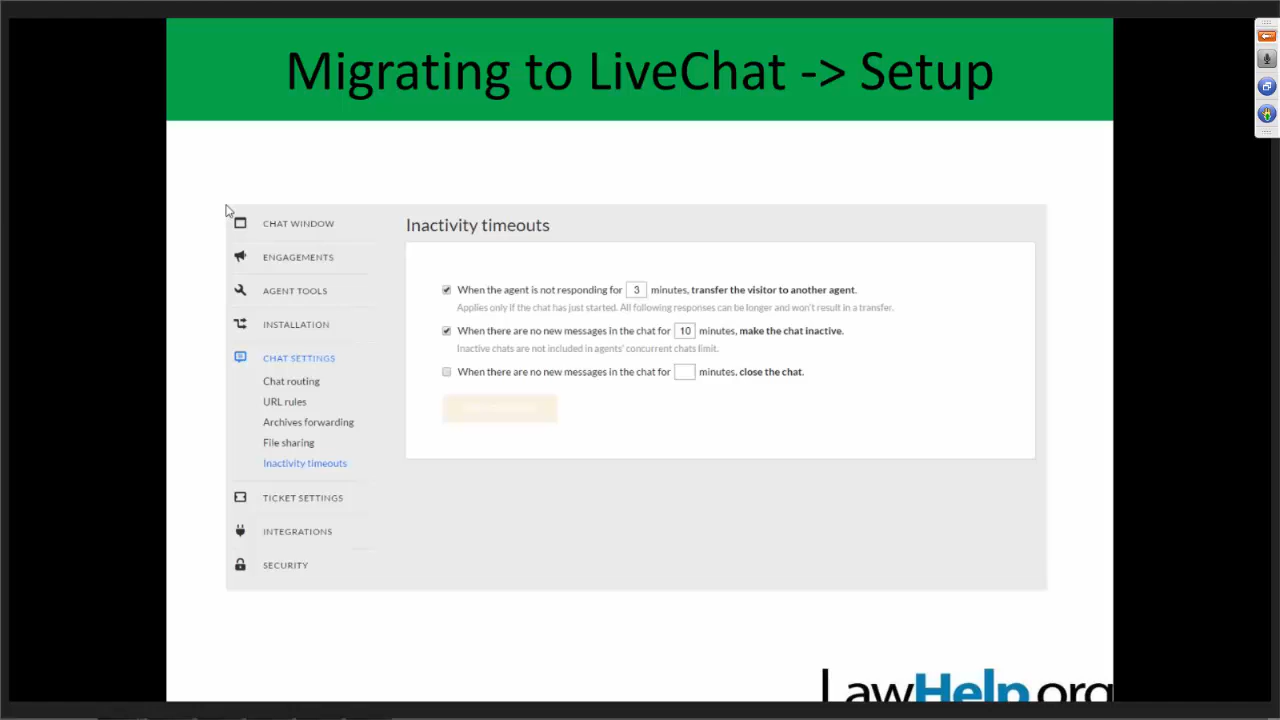 Migrating to LiveChat -> Setup
CHAT WINDOW
ENGAGEMENTS
AGENT TOOLS
INSTALLATION
CHAT SETTINGS
Chat routing
URL rules
Archives forwarding
File sharing
Inactivity timeouts
TICKET SETTINGS
INTEGRATIONS
SECURITY
Inactivity timeouts
When the agent is not responding for 3 minutes, transfer the visitor to another agent.
Applies only if the chat has just started. All following responses can be longer and won't result in a transfer.
When there are no new messages in the chat for 10 minutes, make the chat inactive.
Inactive chats are not included in agents' concurrent chats limit.
When there are no new messages in the chat for minutes, close the chat.
LawHelp.org